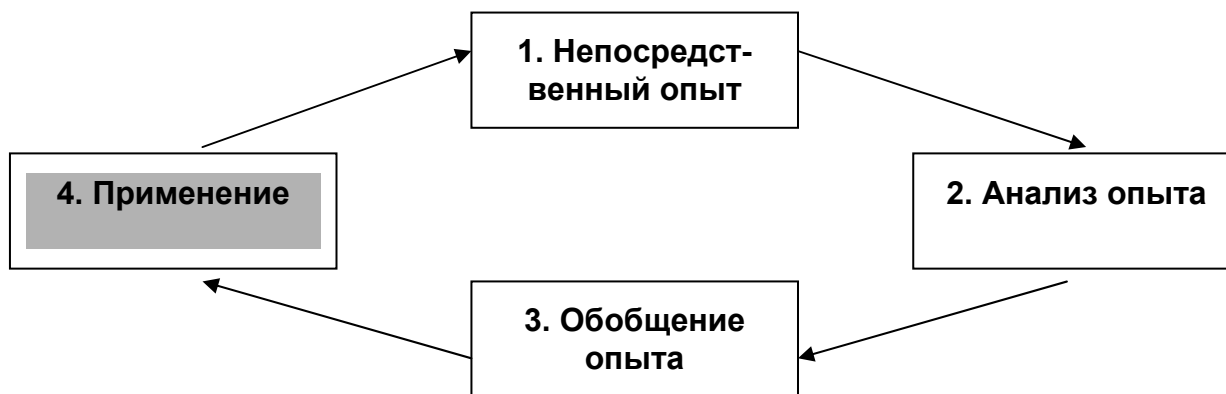 1. Непосредст-
венный опыт
4. Применение
2. Анализ опыта
3. Обобщение
опыта